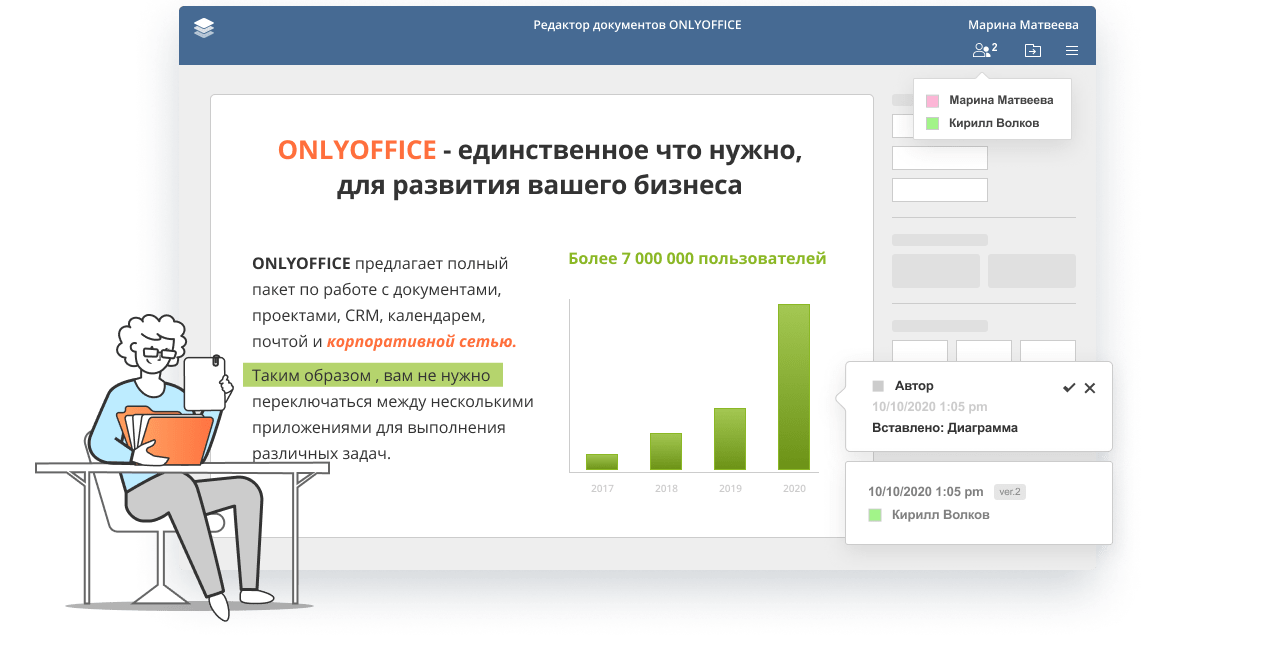 Редактор документов ONLYOFFICE
Марина Матвеева
2
Марина Матвеева
Кирилл Волков
ONLYOFFICE - единственное что нужно,
для развития вашего бизнеса
ONLYOFFICE предлагает полный
пакет по работе с документами,
проектами, CRM, календарем,
почтой и корпоративной сетью.
Таким образом , вам не нужно
переключаться между несколькими
приложениями для выполнения
различных задач.
Более 7 000 000 пользователей
2017 2018 2019 2020
Автор
10/10/2020 1:05 pm
Вставлено: Диаграмма
10/10/2020 1:05 pm ver.2
Кирилл Волков